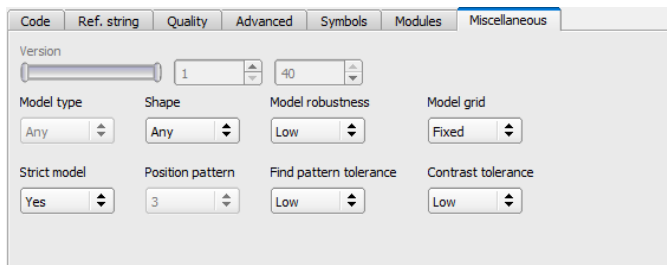 Code Ref. string Quality Advanced Symbols Modules Miscellaneous
Version
1 40
Model type Shape Model robustness Model grid
Any Any Low Fixed
Strict model Position pattern Find pattern tolerance Contrast tolerance
Yes 3 Low Low